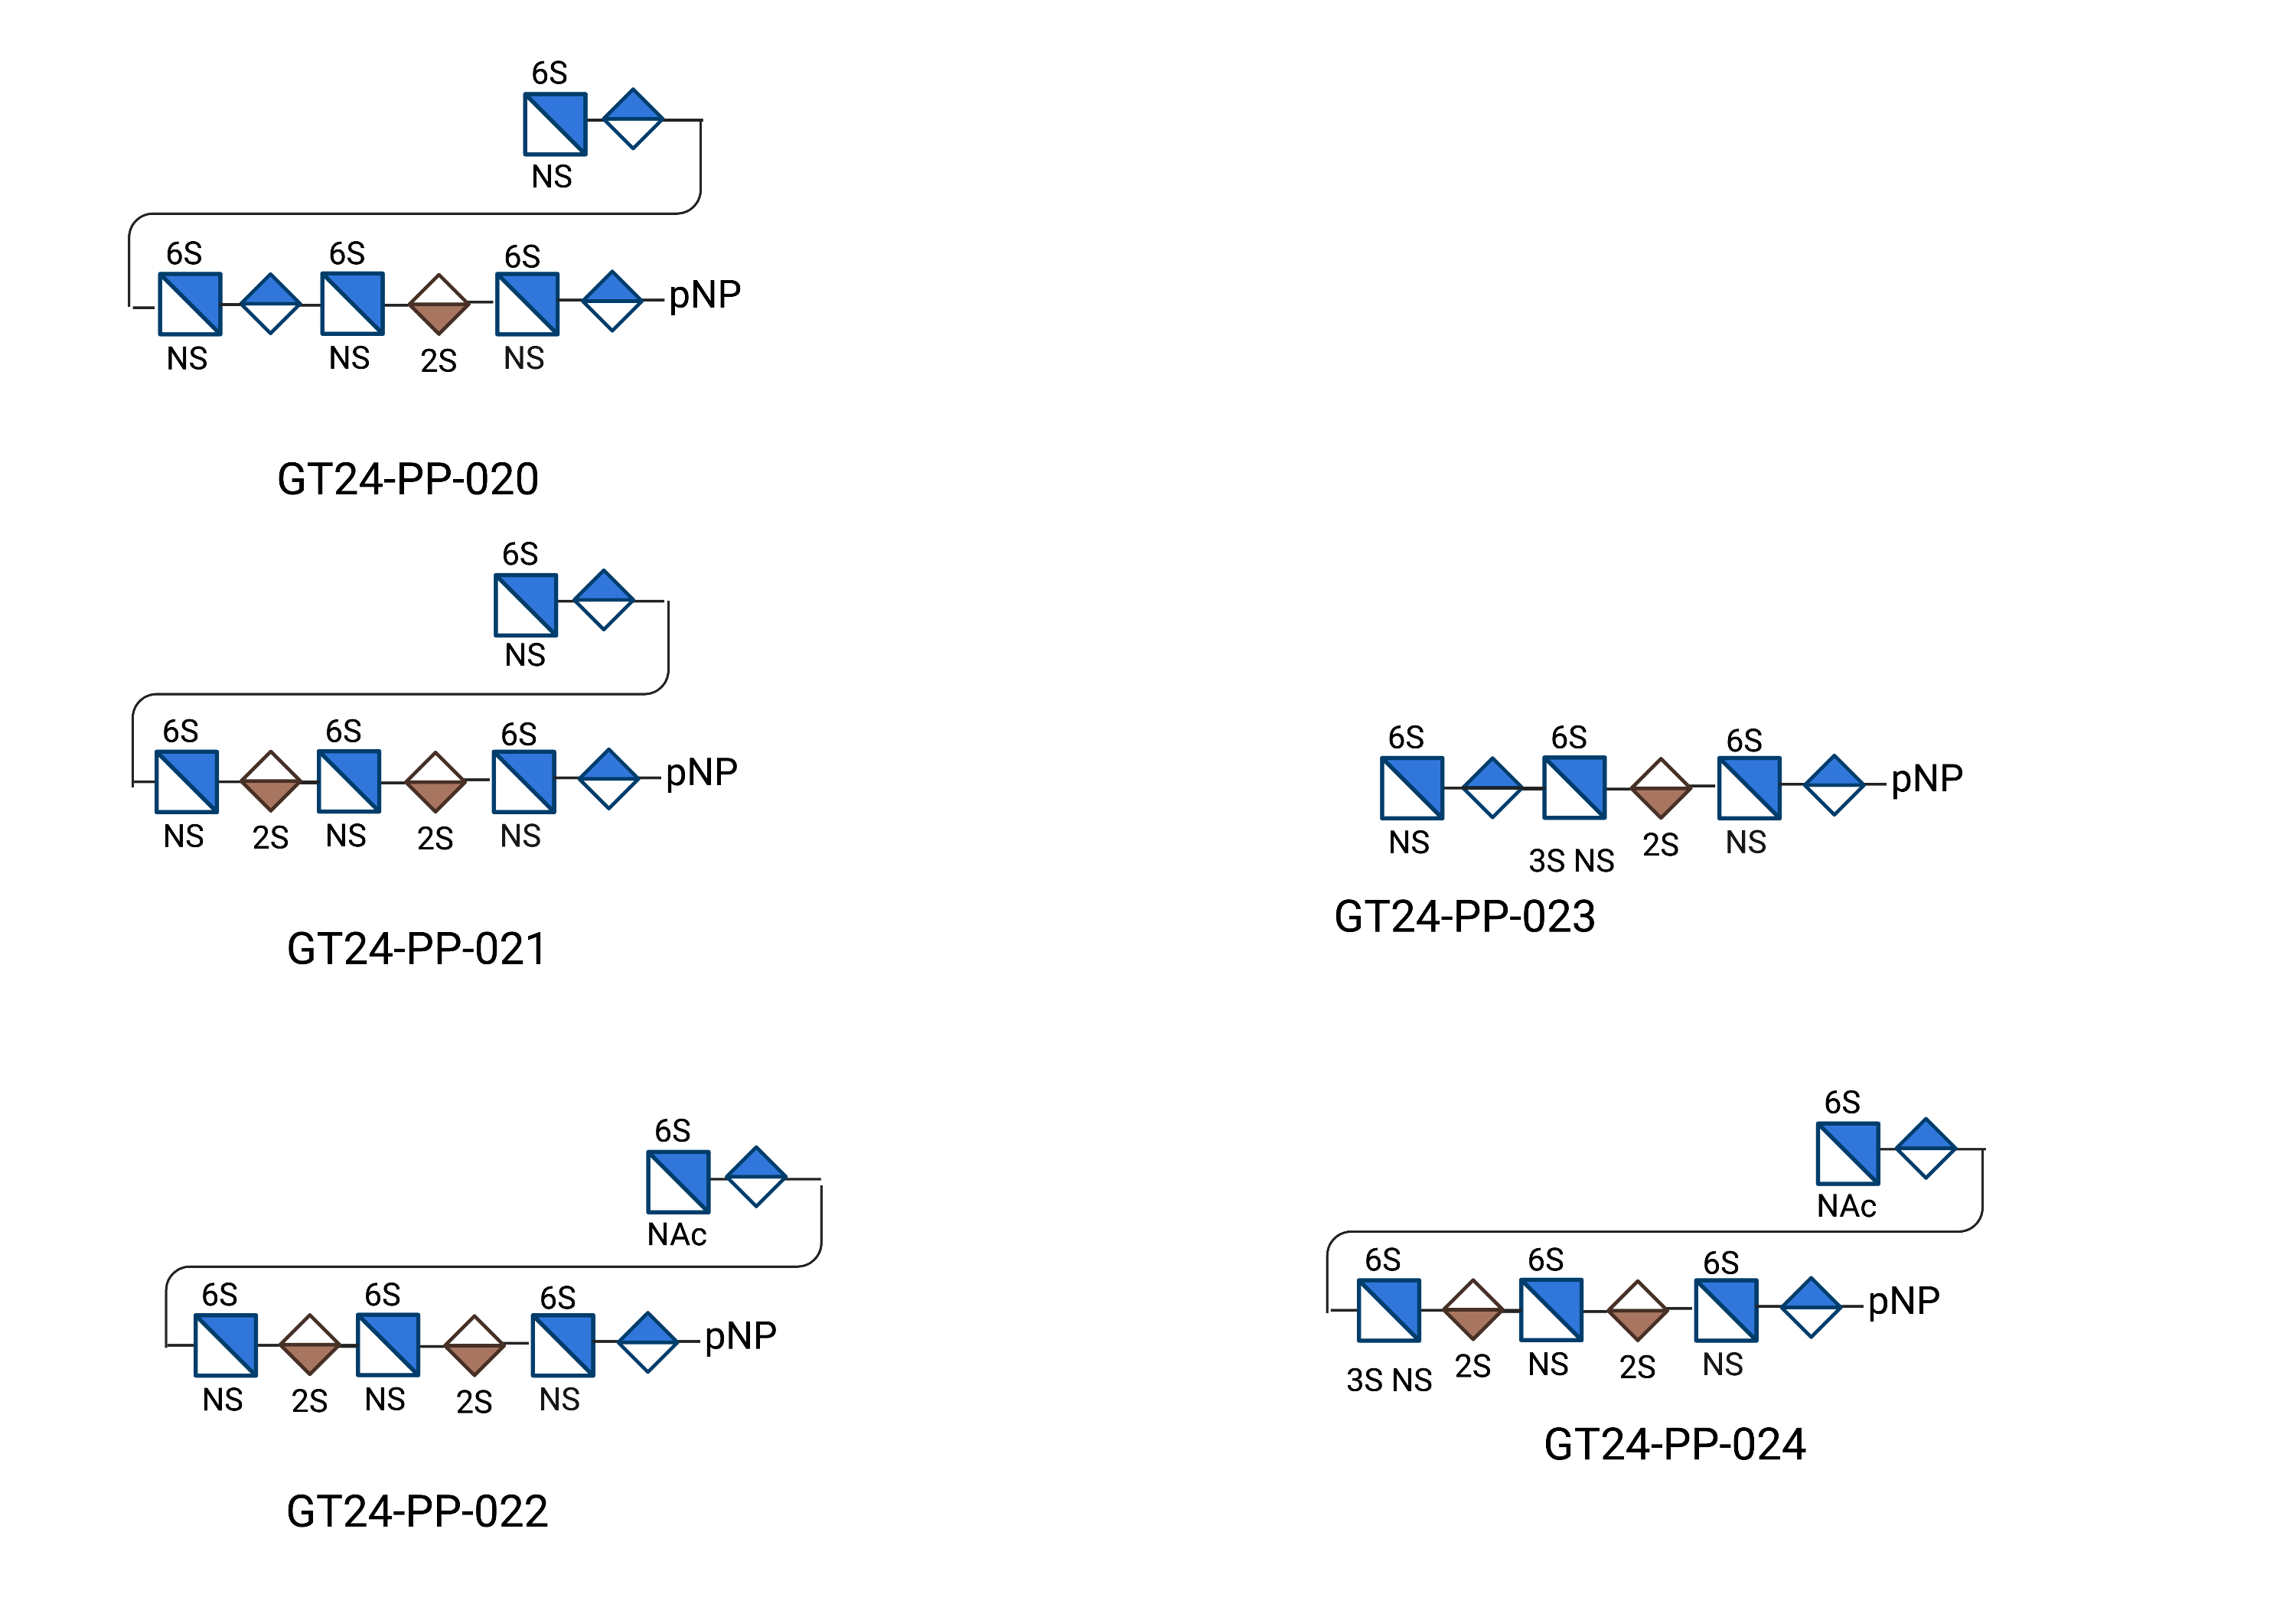 6S
NS
6S 6S 6S
pNP
NS NS 2S NS
GT24-PP-020
6S
NS
6S 6S 6S
pNP
NS 2S NS 2S NS
GT24-PP-021
6S
NAc
6S 6S 6S
pNP
NS 2S NS 2S NS
GT24-PP-022
6S 6S 6S
pNP
NS 3S NS 2S NS
GT24-PP-023
6S
NAc
6S 6S 6S
pNP
3S NS 2S NS 2S NS
GT24-PP-024